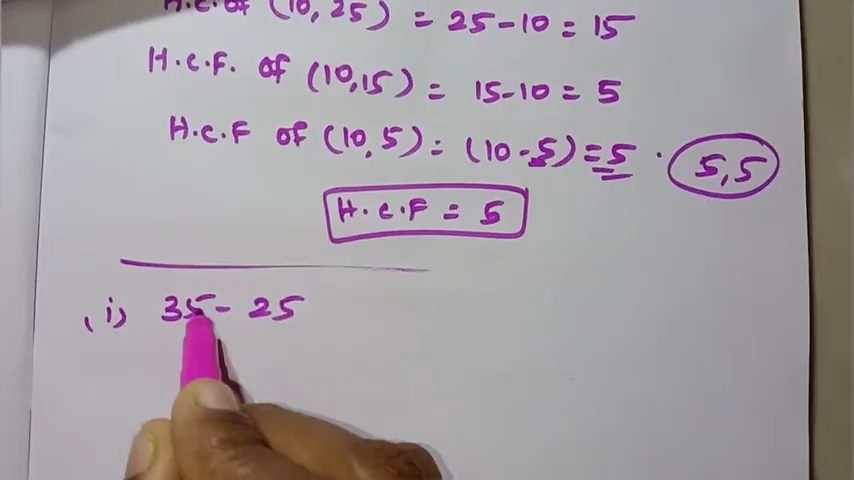 H.C.of (10,25) = 25-10 = 15
H.C.F. of (10,15) = 15-10 = 5
H.C.F of (10,5) = (10-5) = 5 . 5,5
H.C.F = 5
(i) 35 - 25